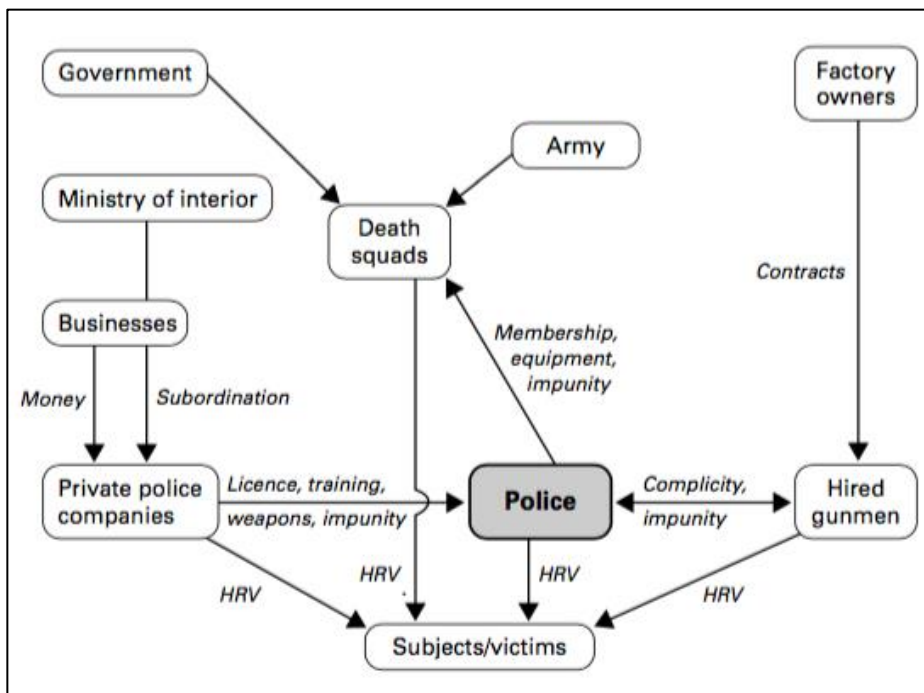 Government
Factory
owners
Army
Ministry of interior
Death
squads
Contracts
Businesses
Membership,
equipment,
impunity
Money
Subordination
Private police
companies
Licence, training,
weapons, impunity
Police
Complicity,
impunity
Hired
gunmen
HRV
HRV
HRV
HRV
Subjects/victims